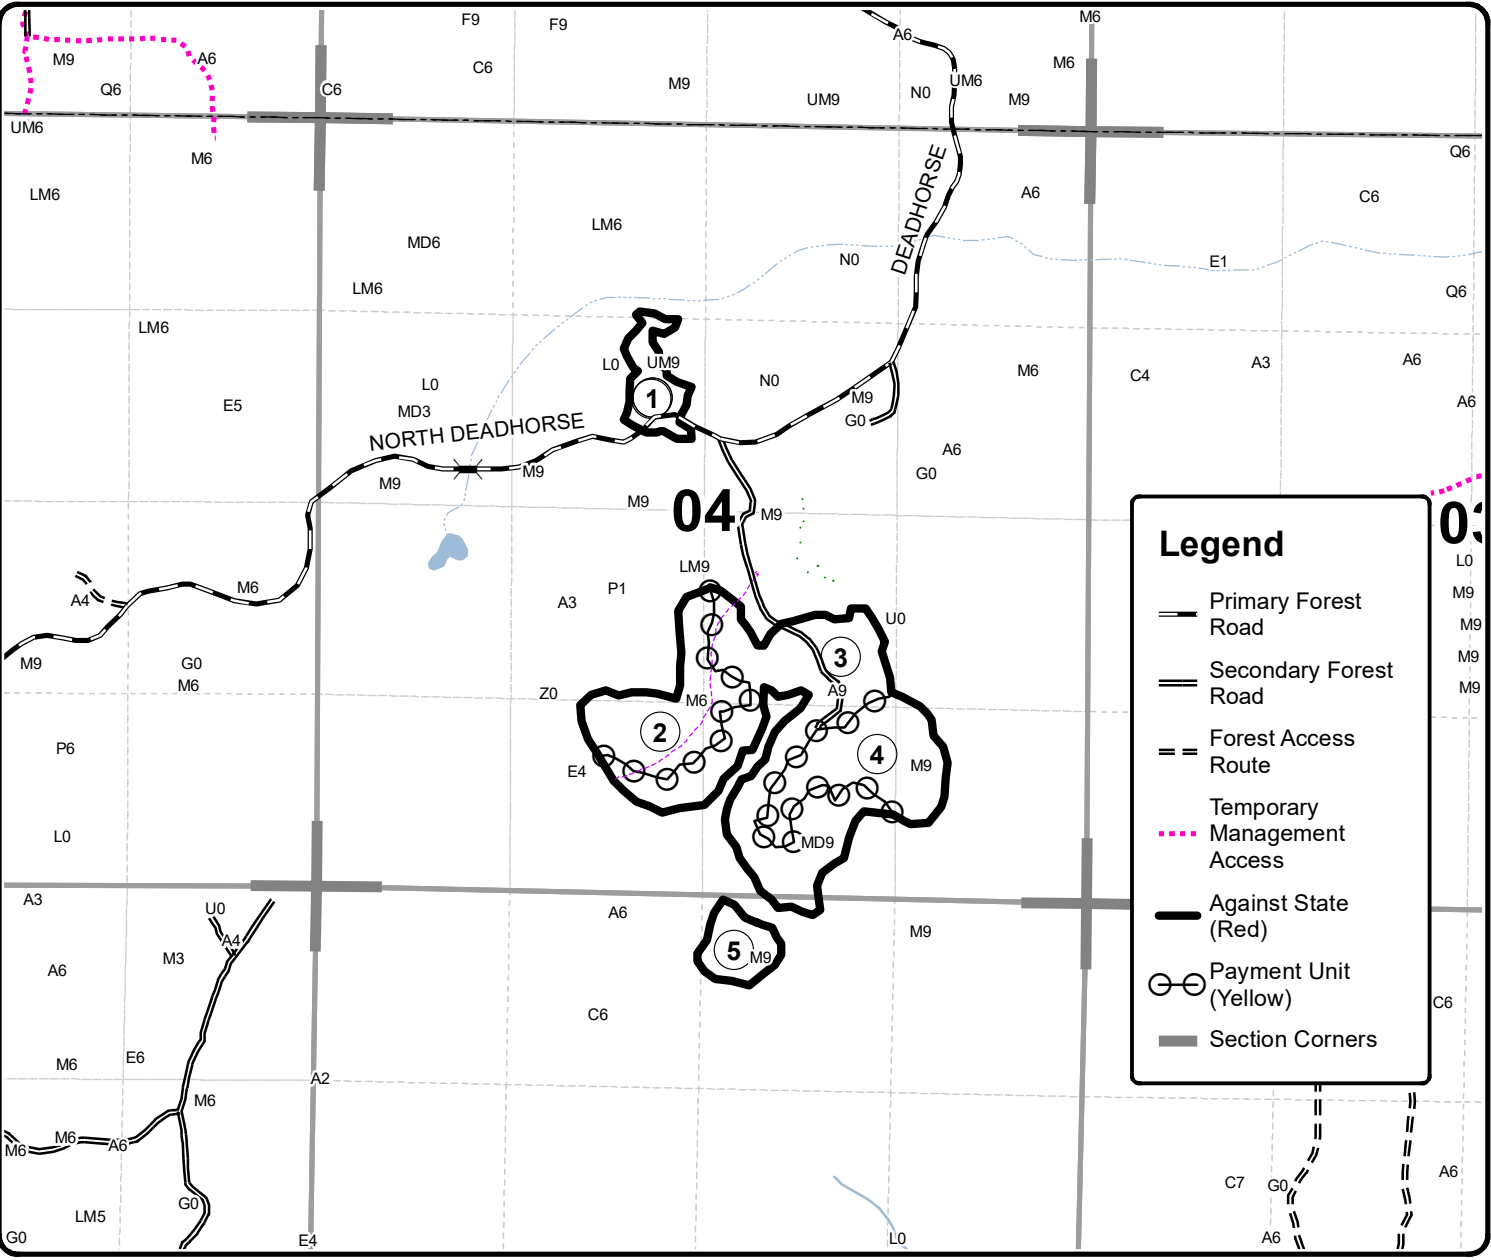 F9
F9
M6
A6
M9
A6
C6
M6
Q6
C6
M9
UM6
UM9
N0
M9
UM6
M6
Q6
LM6
A6
C6
LM6
MD6
DEADHORSE
N0
E1
LM6
Q6
LM6
L0
UM9
N0
M6
C4
A3
A6
L0
E5
1
M9
A6
MD3
G0
NORTH DEADHORSE
A6
M9
M9
G0
M9
04
M9
03
L0
LM9
P1
A3
M9
M6
A4
U0
M9
M9
G0
M6
3
M9
M9
Z0
M6
A9
2
P6
E4
4
M9
L0
MD9
A3
U0
A6
A4
M9
M3
A6
5
M9
C6
C6
M6
E6
A2
M6
M6
A6
M6
A6
C7
G0
G0
LM5
G0
E4
L0
A6
Legend
Primary Forest
Road
Secondary Forest
Road
Forest Access
Route
Temporary
Management
Access
Against State
(Red)
Payment Unit
(Yellow)
Section Corners